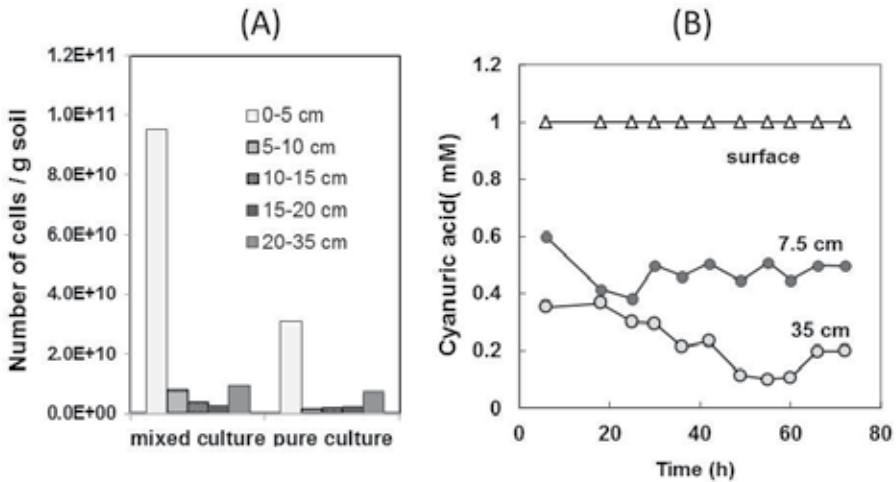 (A)
1.2E+11
1.0E+11
8.0E+10
6.0E+10
4.0E+10
2.0E+10
0.0E+00
Number of cells / g soil
0-5 cm
5-10 cm
10-15 cm
15-20 cm
20-35 cm
mixed culture pure culture
(B)
1.2
1
0.8
0.6
0.4
0.2
0
Cyanuric acid( mM)
surface
7.5 cm
35 cm
0 20 40 60 80
Time (h)